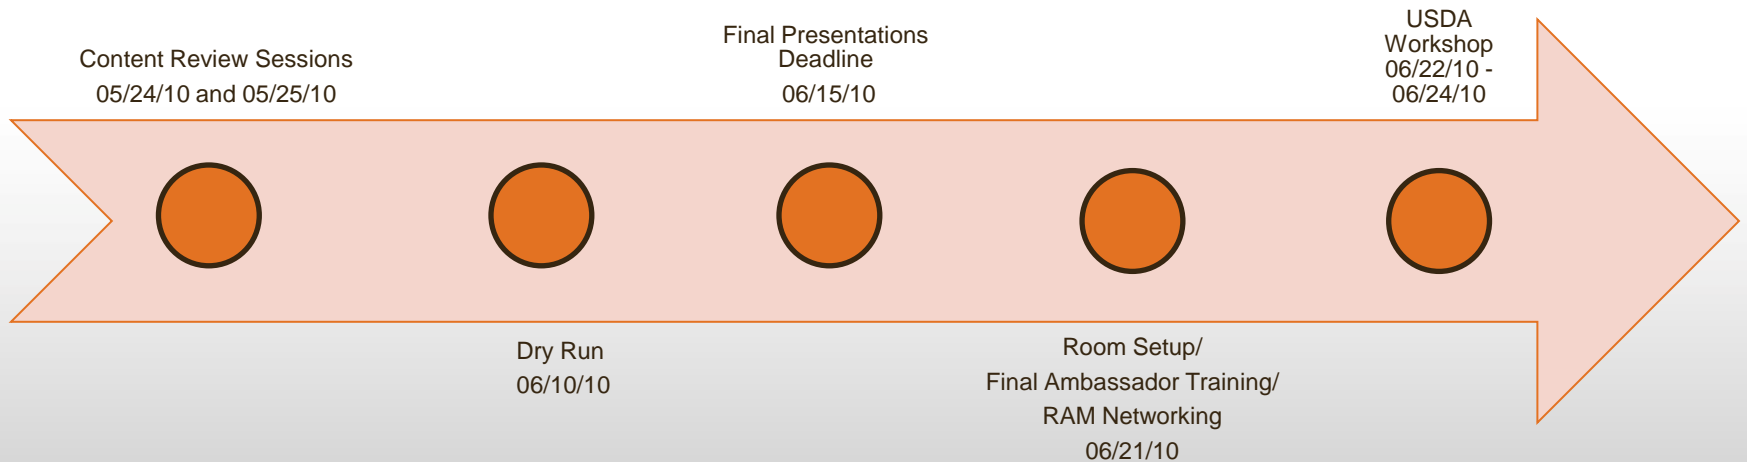 Content Review Sessions
05/24/10 and 05/25/10
Dry Run
06/10/10
Final Presentations
Deadline
06/15/10
Room Setup/
Final Ambassador Training/
RAM Networking
06/21/10
USDA
Workshop
06/22/10 -
06/24/10